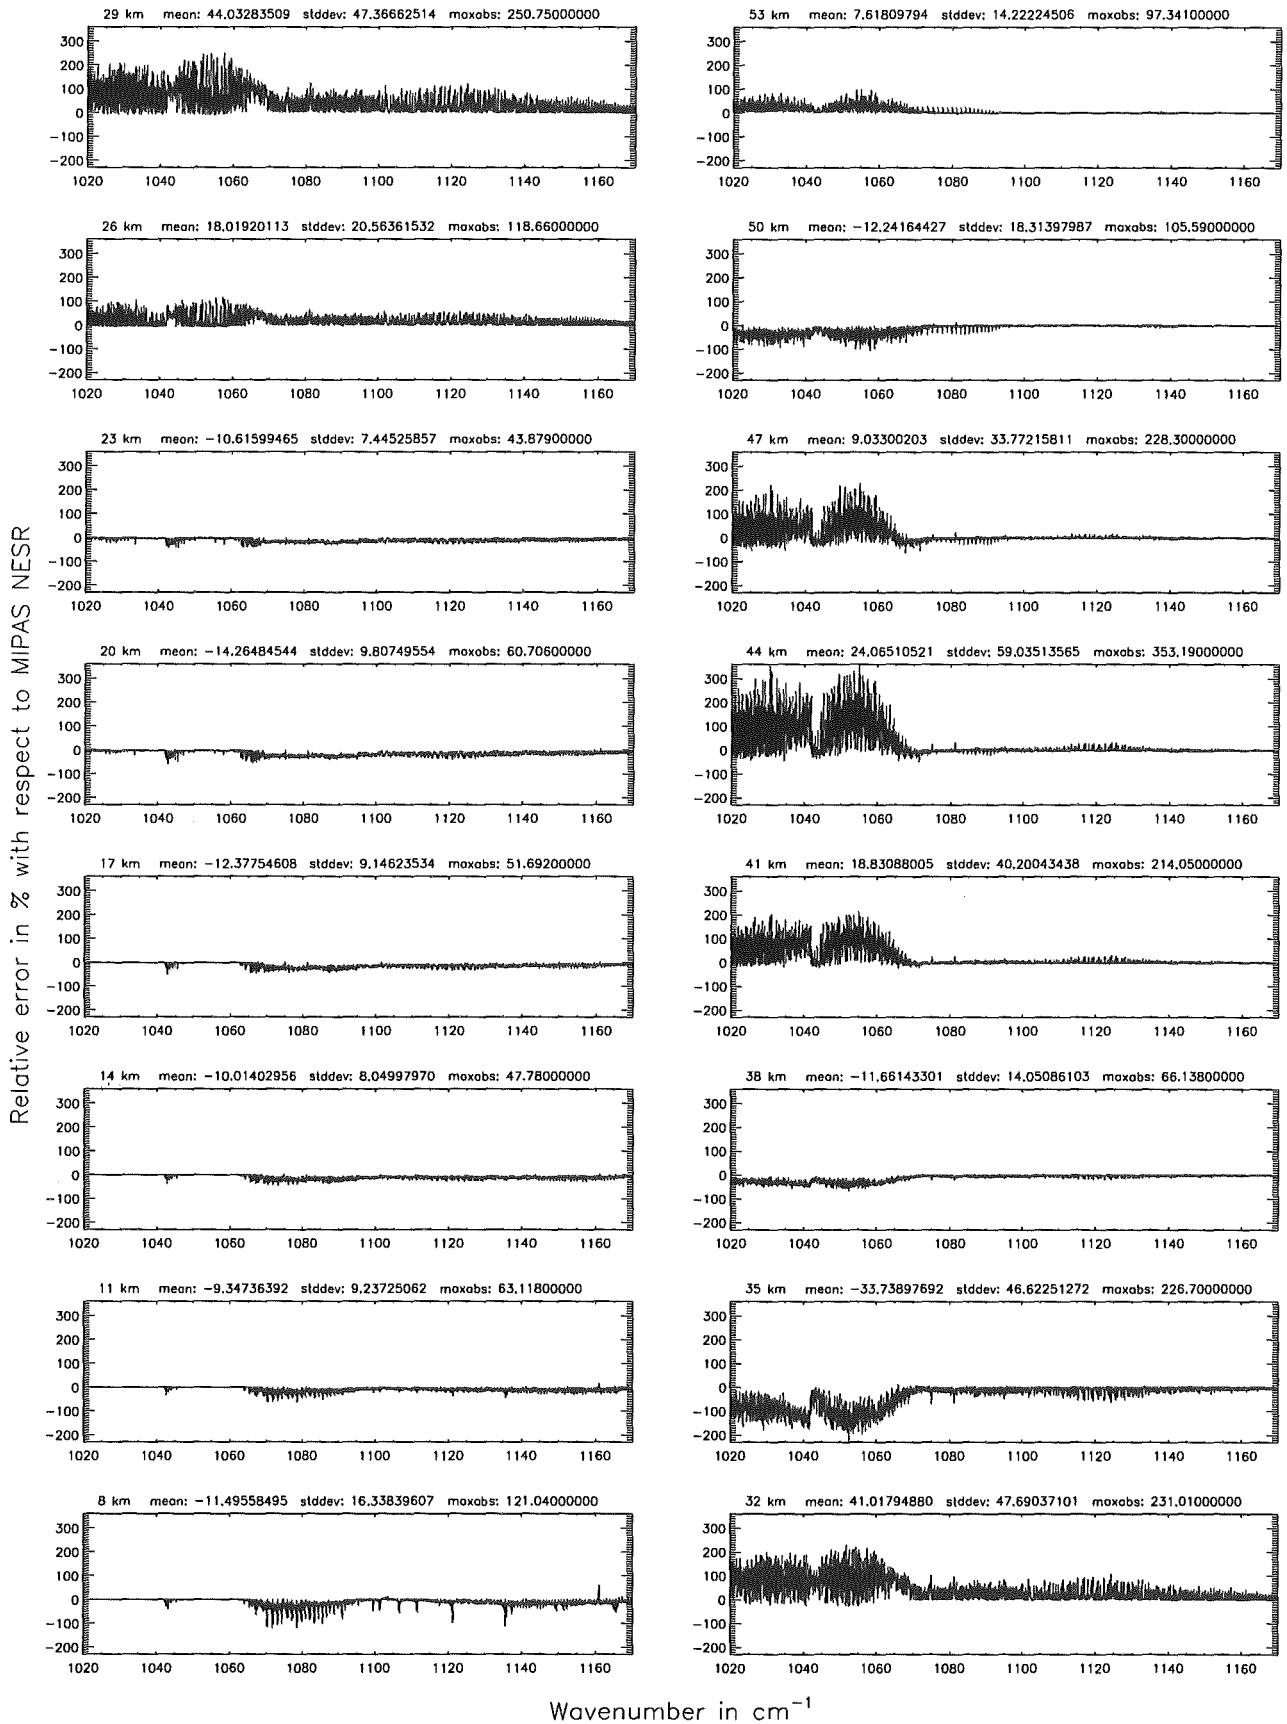 29 km mean: 44.03283509 stddev: 47.36662514 maxabs: 250.75000000
300
200
100
0
-100
-200
1020 1040 1060 1080 1100 1120 1140 1160
26 km mean: 18.01920113 stddev: 20.56361532 maxabs: 118.66000000
300
200
100
0
-100
-200
1020 1040 1060 1080 1100 1120 1140 1160
23 km mean: -10.61599465 stddev: 7.44525857 maxabs: 43.87900000
300
200
100
0
-100
-200
1020 1040 1060 1080 1100 1120 1140 1160
20 km mean: -14.26484544 stddev: 9.80749554 maxabs: 60.70600000
300
200
100
0
-100
-200
1020 1040 1060 1080 1100 1120 1140 1160
17 km mean: -12.37754608 stddev: 9.14623534 maxabs: 51.69200000
300
200
100
0
-100
-200
1020 1040 1060 1080 1100 1120 1140 1160
14 km mean: -10.01402956 stddev: 8.04997970 maxabs: 47.78000000
300
200
100
0
-100
-200
1020 1040 1060 1080 1100 1120 1140 1160
11 km mean: -9.34736392 stddev: 9.23725062 maxabs: 63.11800000
300
200
100
0
-100
-200
1020 1040 1060 1080 1100 1120 1140 1160
8 km mean: -11.49558495 stddev: 16.33839607 maxabs: 121.04000000
300
200
100
0
-100
-200
1020 1040 1060 1080 1100 1120 1140 1160
53 km mean: 7.61809794 stddev: 14.22224506 maxabs: 97.34100000
300
200
100
0
-100
-200
1020 1040 1060 1080 1100 1120 1140 1160
50 km mean: -12.24164427 stddev: 18.31397987 maxabs: 105.59000000
300
200
100
0
-100
-200
1020 1040 1060 1080 1100 1120 1140 1160
47 km mean: 9.03300203 stddev: 33.77215811 maxabs: 228.30000000
300
200
100
0
-100
-200
1020 1040 1060 1080 1100 1120 1140 1160
44 km mean: 24.06510521 stddev: 59.03513565 maxabs: 353.19000000
300
200
100
0
-100
-200
1020 1040 1060 1080 1100 1120 1140 1160
41 km mean: 18.83088005 stddev: 40.20043438 maxabs: 214.05000000
300
200
100
0
-100
-200
1020 1040 1060 1080 1100 1120 1140 1160
38 km mean: -11.66143301 stddev: 14.05086103 maxabs: 66.13800000
300
200
100
0
-100
-200
1020 1040 1060 1080 1100 1120 1140 1160
35 km mean: -33.73897692 stddev: 46.62251272 maxabs: 226.70000000
300
200
100
0
-100
-200
1020 1040 1060 1080 1100 1120 1140 1160
32 km mean: 41.01794880 stddev: 47.69037101 maxabs: 231.01000000
300
200
100
0
-100
-200
1020 1040 1060 1080 1100 1120 1140 1160
Relative error in % with respect to MIPAS NESR
Wavenumber in cm⁻¹